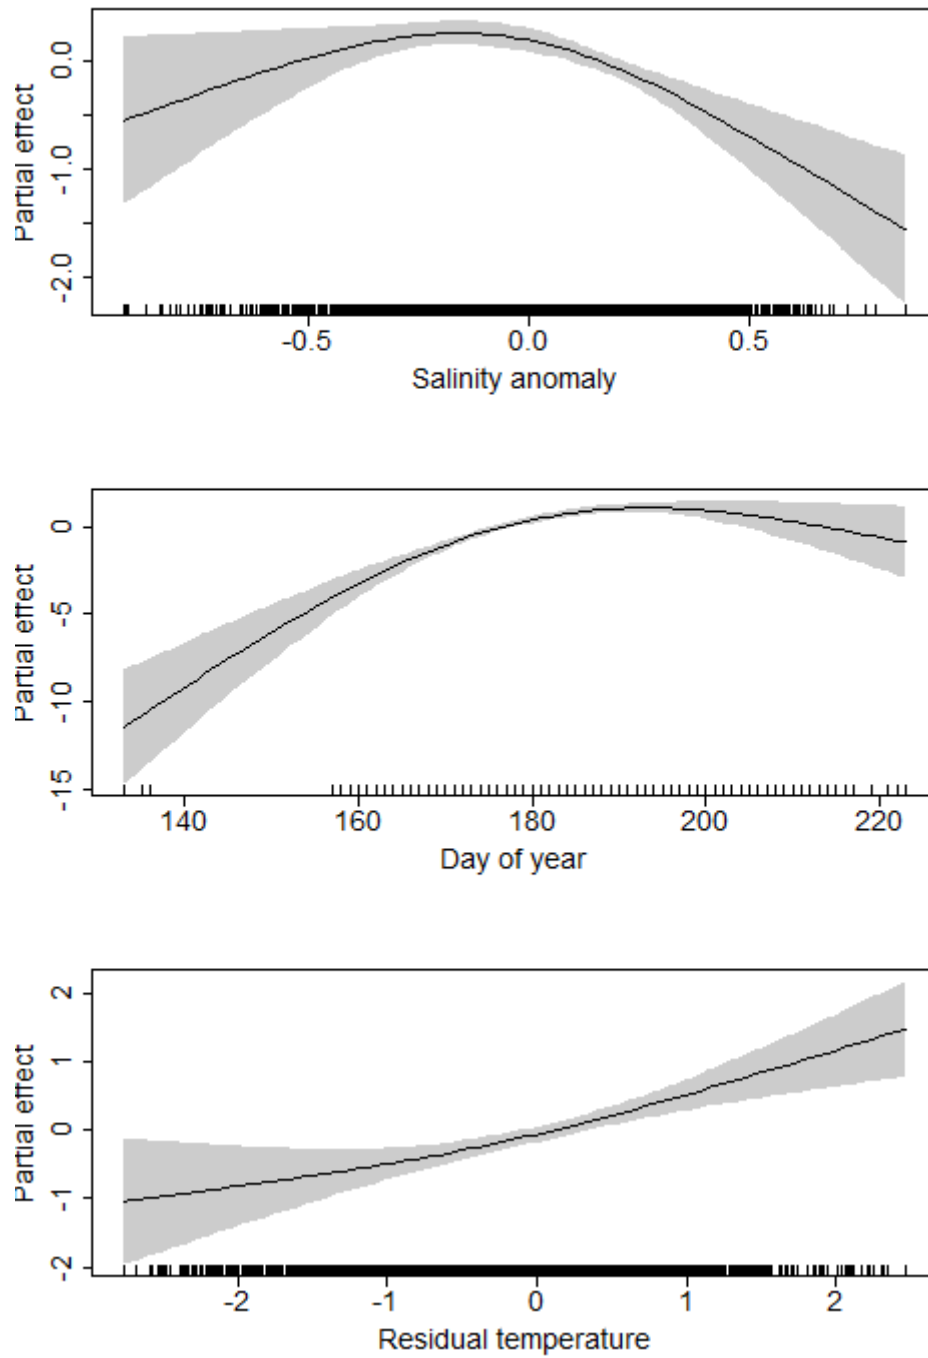 Partial effect
0.0
-1.0
-2.0
-0.5 0.0 0.5
Salinity anomaly
Partial effect
0
-5
-10
-15
140 160 180 200 220
Day of year
Partial effect
2
1
0
-1
-2
-2 -1 0 1 2
Residual temperature